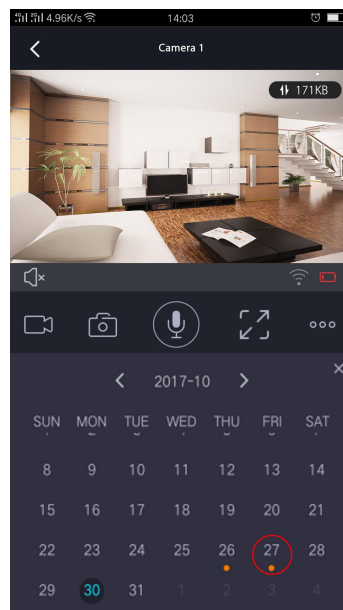 46 3G 4.96K/s 14:03
Camera 1
171KB
2017-10
SUN MON TUE WED THU FRI SAT
8 9 10 11 12 13 14
15 16 17 18 19 20 21
22 23 24 25 26 27 28
29 30 31 1 2 3 4